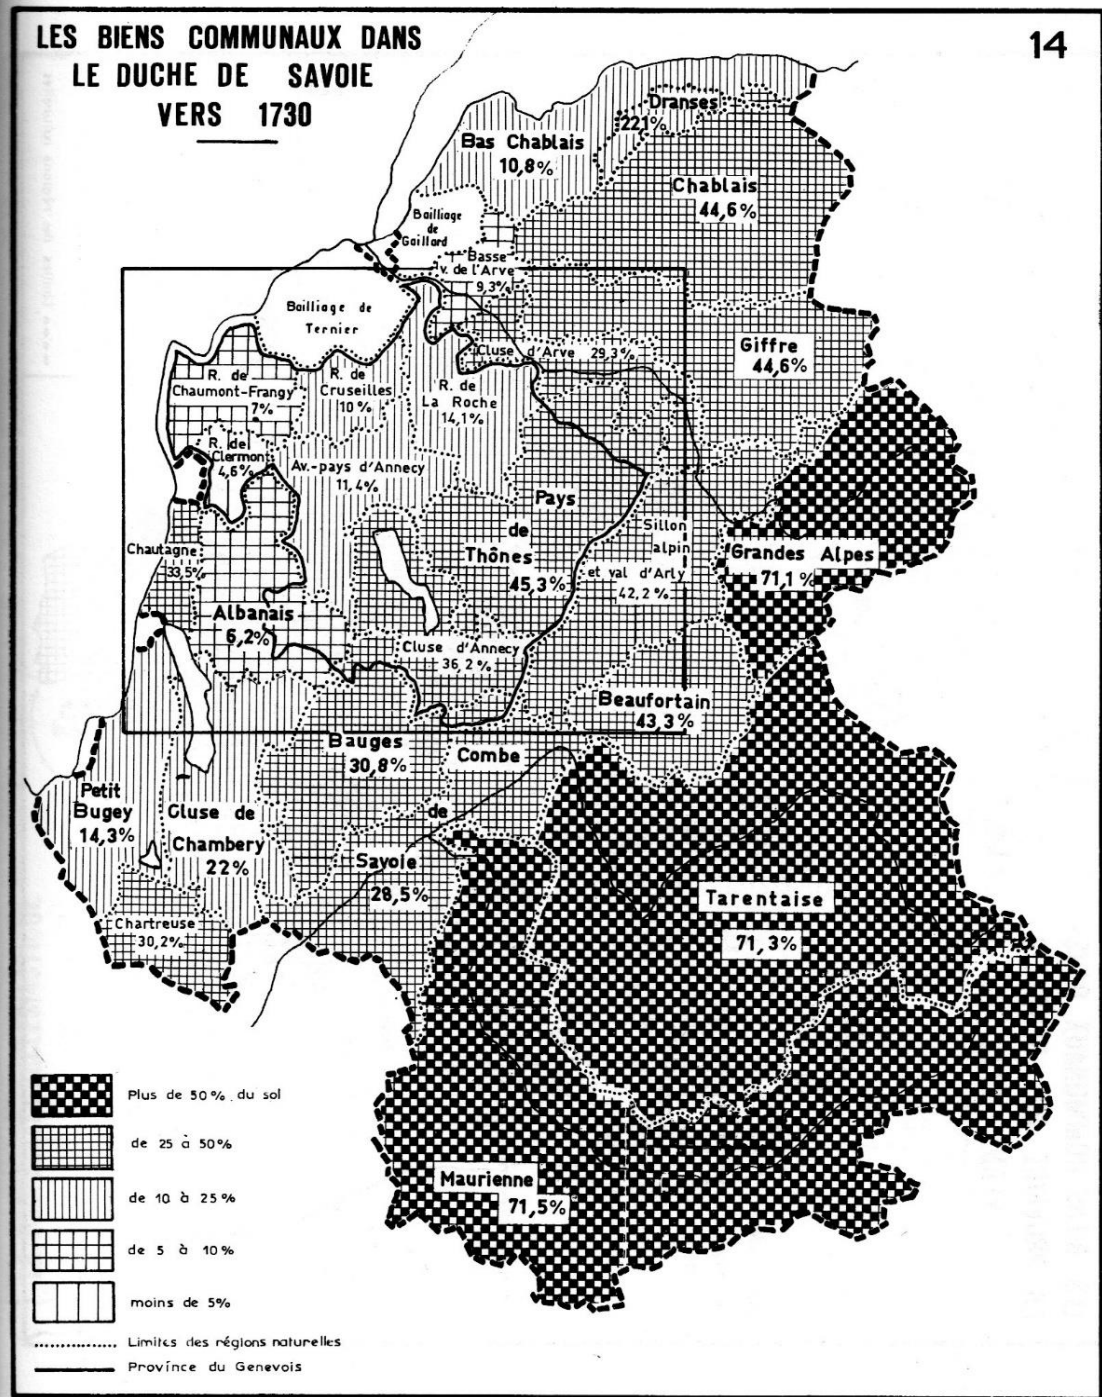 LES BIENS COMMUNAUX DANS
LE DUCHE DE SAVOIE
VERS 1730
14
Dranses
22,1%
Bas Chablais
10,8%
Chablais
44,6%
Bailliage
de
Gaillard
Basse
v. de l'Arve
9,3%
Bailliage de
Ternier
Giffre
44,6%
Cluse d'Arve 29,3%
R. de
Chaumont-Frangy
7%
R. de
Cruseilles
10%
R. de
La Roche
14,1%
R. de
Clermont
4,6%
Av.-pays d'Annecy
11,4%
Pays
de
Thônes
45,3%
Sillon
alpin
et val d'Arly
42,2%
Grandes Alpes
71,1%
Chautagne
33,5%
Albanais
6,2%
Cluse d'Annecy
36,2%
Beaufortain
43,3%
Bauges
30,8%
Combe
de
Savoie
28,5%
Petit
Bugey
14,3%
Cluse de
Chambery
22%
Chartreuse
30,2%
Tarentaise
71,3%
Maurienne
71,5%
Plus de 50% du sol
de 25 à 50%
de 10 à 25%
de 5 à 10%
moins de 5%
Limites des régions naturelles
Province du Genevois